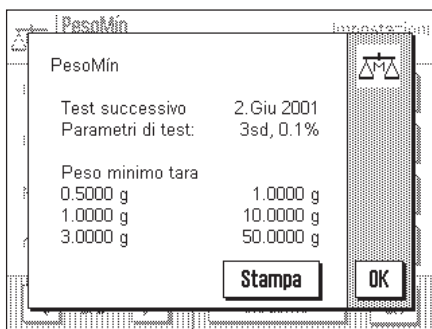 PesoMín
Impostazioni
PesoMín
Test successivo 2.Giu 2001
Parametri di test: 3sd, 0.1%
Peso minimo tara
0.5000 g 1.0000 g
1.0000 g 10.0000 g
3.0000 g 50.0000 g
Stampa
OK